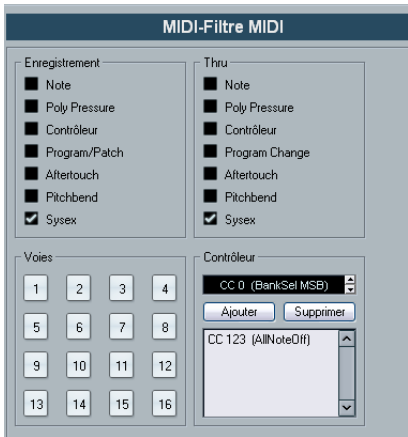 MIDI-Filtre MIDI
Enregistrement
Note
Poly Pressure
Contrôleur
Program/Patch
Aftertouch
Pitchbend
Sysex
Thru
Note
Poly Pressure
Contrôleur
Program Change
Aftertouch
Pitchbend
Sysex
Voies
1 2 3 4
5 6 7 8
9 10 11 12
13 14 15 16
Contrôleur
CC 0 (BankSel MSB)
Ajouter Supprimer
CC 123 (AllNoteOff)